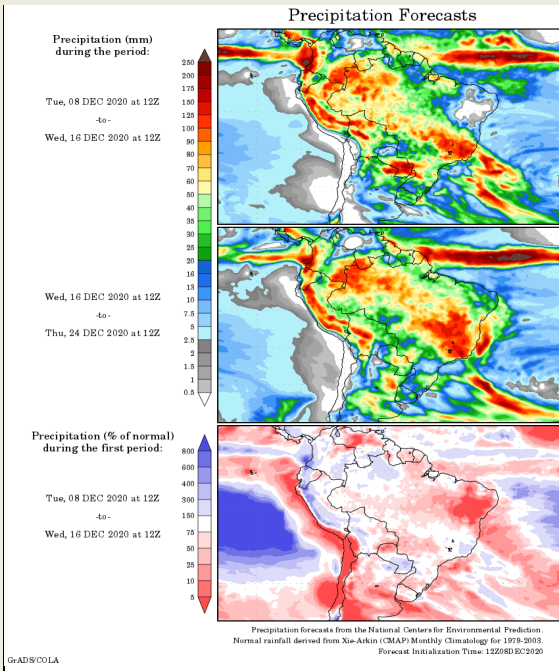 Precipitation Forecasts
Precipitation (mm)
during the period:
Tue, 08 DEC 2020 at 12Z
-to-
Wed, 16 DEC 2020 at 12Z
250
200
175
150
125
100
90
80
70
60
50
40
35
30
25
20
16
13
10
7.5
5
2.5
2
1.5
1
0.5
Wed, 16 DEC 2020 at 12Z
-to-
Thu, 24 DEC 2020 at 12Z
Precipitation (% of normal)
during the first period:
Tue, 08 DEC 2020 at 12Z
-to-
Wed, 16 DEC 2020 at 12Z
800
600
400
300
150
75
50
25
10
5
Precipitation forecasts from the National Centers for Environmental Prediction.
Normal rainfall derived from Xie-Arkin (CMAP) Monthly Climatology for 1979-2003.
Forecast Initialization Time: 12Z08DEC2020
GrADS/COLA